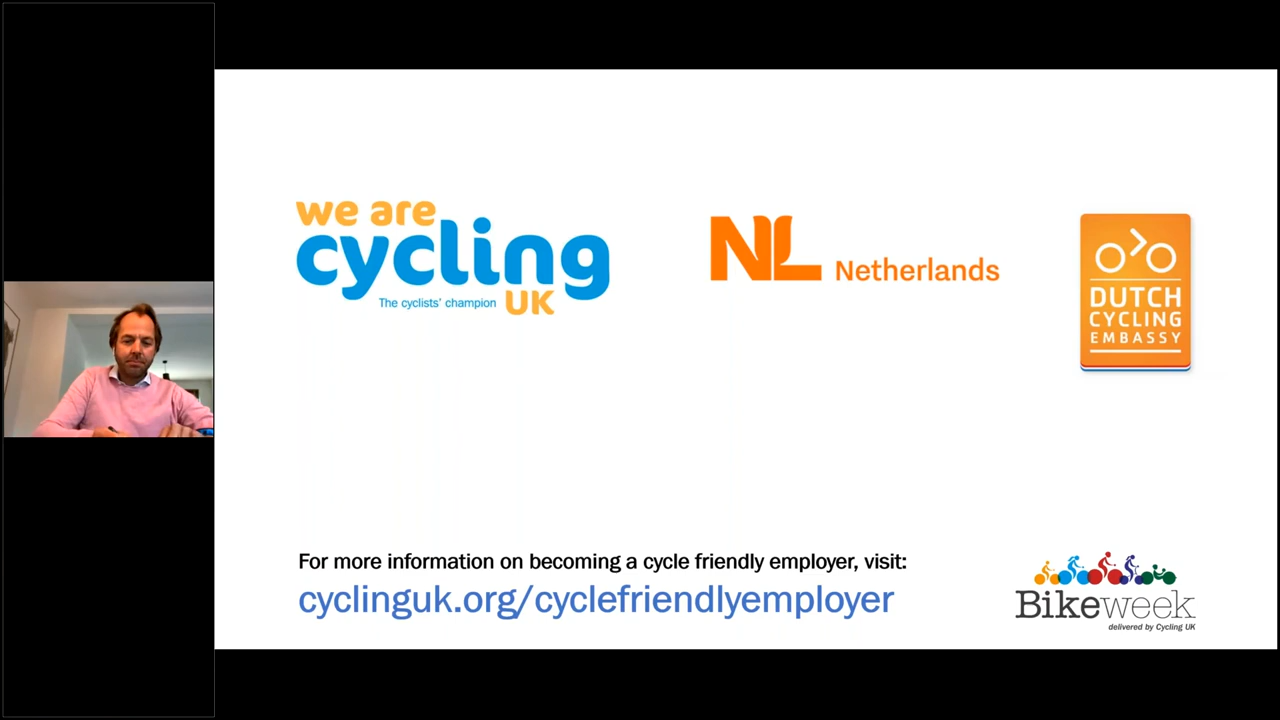 we are
cycling
The cyclists' champion UK
NL Netherlands
DUTCH
CYCLING
EMBASSY
For more information on becoming a cycle friendly employer, visit:
cyclinguk.org/cyclefriendlyemployer
Bikeweek
delivered by Cycling UK